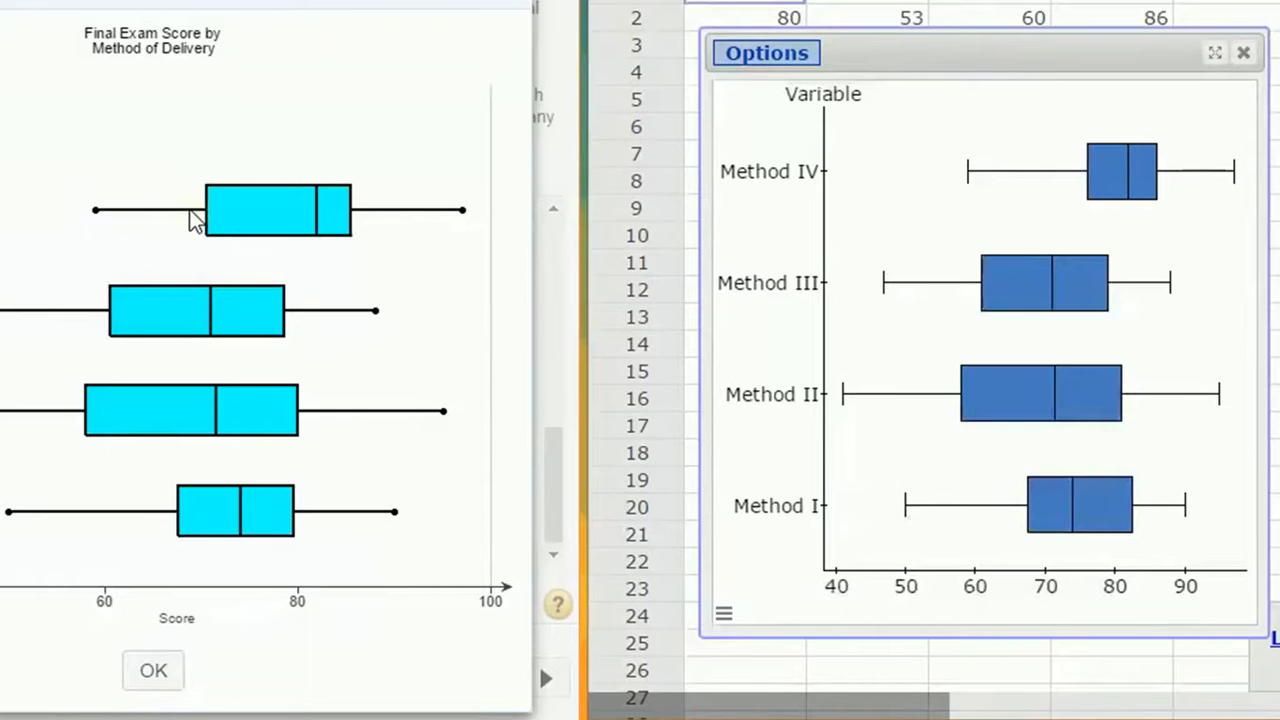 Final Exam Score by
Method of Delivery
60
80
100
Score
OK
h
any
?
2 80 53 60 86
3
4
5
6
7
8
9
10
11
12
13
14
15
16
17
18
19
20
21
22
23
24
25
26
27
Options
Variable
Method IV
Method III
Method II
Method I
40 50 60 70 80 90
L